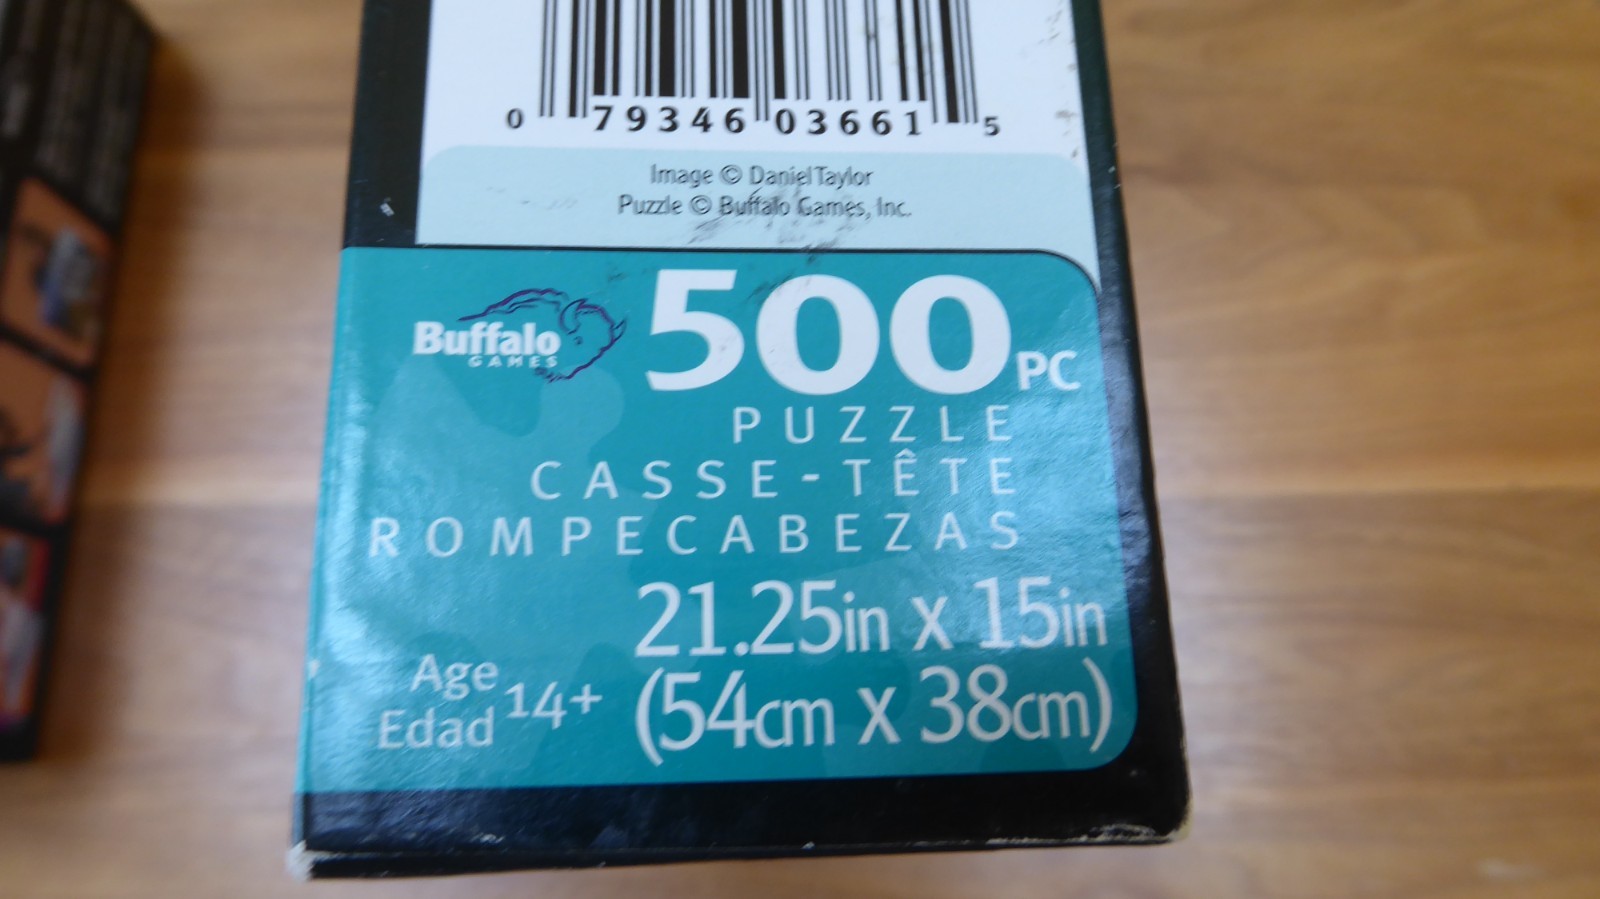 0 79346 03661 5
Image © Daniel Taylor
Puzzle © Buffalo Games, Inc.
Buffalo
GAMES
500 PC
PUZZLE
CASSE-TÊTE
ROMPECABEZAS
21.25in x 15in
(54cm x 38cm)
Age
Edad
14+